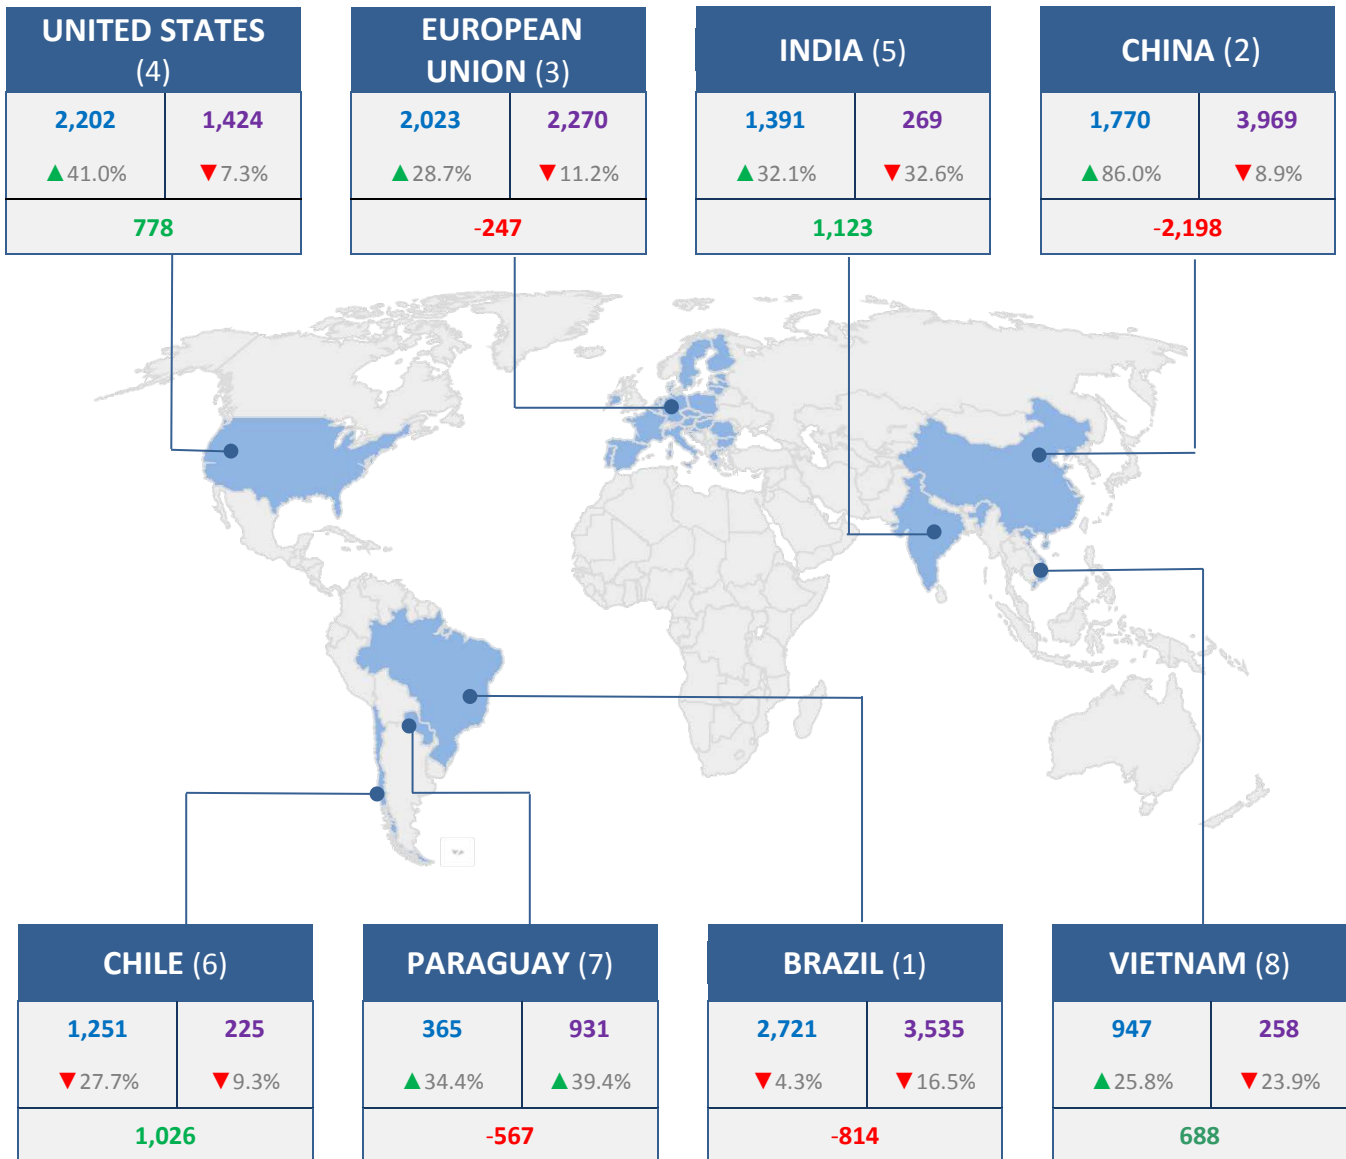 UNITED STATES
(4)
2,202 1,424
▲41.0% ▼7.3%
778
EUROPEAN
UNION (3)
2,023 2,270
▲28.7% ▼11.2%
-247
INDIA (5)
1,391 269
▲32.1% ▼32.6%
1,123
CHINA (2)
1,770 3,969
▲86.0% ▼8.9%
-2,198
CHILE (6)
1,251 225
▼27.7% ▼9.3%
1,026
PARAGUAY (7)
365 931
▲34.4% ▲39.4%
-567
BRAZIL (1)
2,721 3,535
▼4.3% ▼16.5%
-814
VIETNAM (8)
947 258
▲25.8% ▼23.9%
688